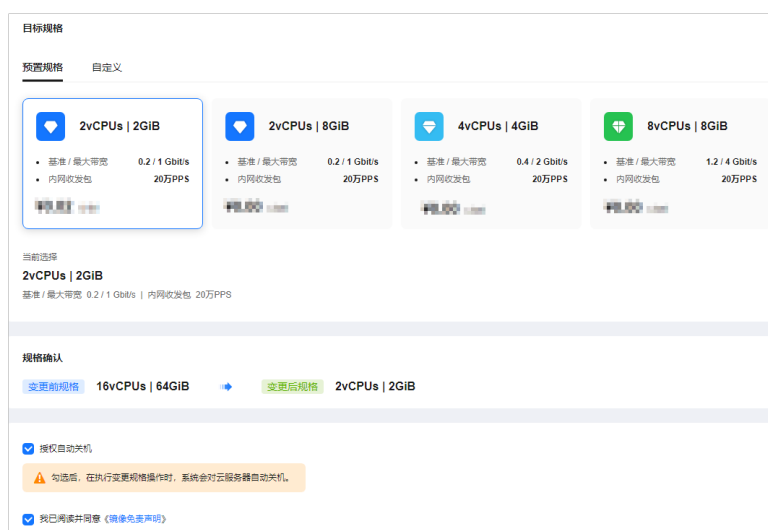 目标规格
预置规格 自定义
2vCPUs | 2GiB
• 基准 / 最大带宽 0.2 / 1 Gbit/s
• 内网收发包 20万PPS
2vCPUs | 8GiB
• 基准 / 最大带宽 0.2 / 1 Gbit/s
• 内网收发包 20万PPS
4vCPUs | 4GiB
• 基准 / 最大带宽 0.4 / 2 Gbit/s
• 内网收发包 20万PPS
8vCPUs | 8GiB
• 基准 / 最大带宽 1.2 / 4 Gbit/s
• 内网收发包 20万PPS
当前选择
2vCPUs | 2GiB
基准 / 最大带宽 0.2 / 1 Gbit/s | 内网收发包 20万PPS
规格确认
变更前规格 16vCPUs | 64GiB 变更后规格 2vCPUs | 2GiB
授权自动关机
勾选后，在执行变更规格操作时，系统会对云服务器自动关机。
我已阅读并同意《镜像免责声明》